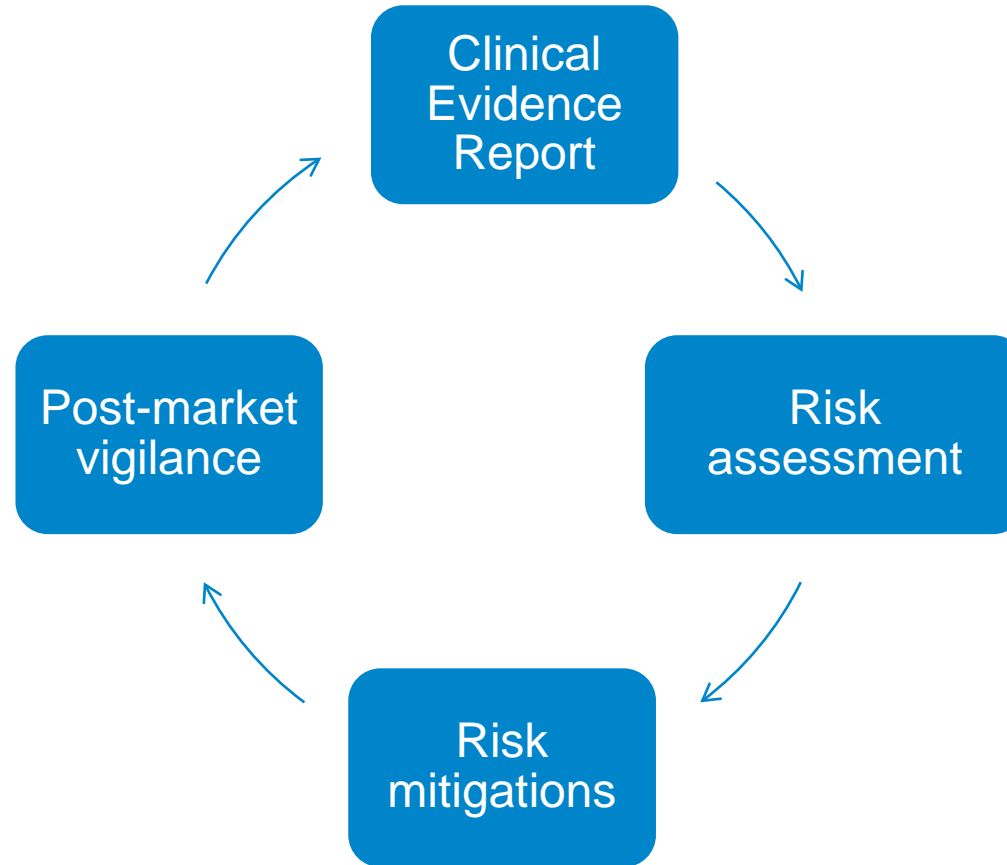 Clinical
Evidence
Report
Post-market
vigilance
Risk
assessment
Risk
mitigations